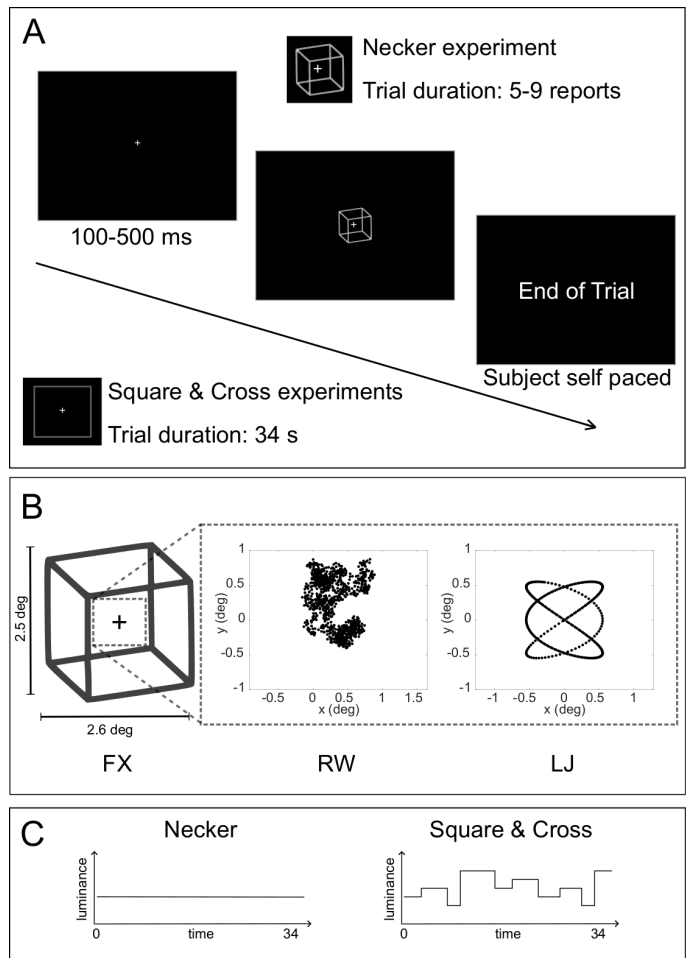 A
Necker experiment
Trial duration: 5-9 reports
100-500 ms
End of Trial
Subject self paced
Square & Cross experiments
Trial duration: 34 s
B
2.5 deg
2.6 deg
FX
1
0.5
0
-0.5
-1
y (deg)
-0.5 0 0.5 1 1.5
x (deg)
RW
1
0.5
0
-0.5
-1
y (deg)
-1 -0.5 0 0.5 1
x (deg)
LJ
C
Necker
luminance
0 time 34
Square & Cross
luminance
0 time 34